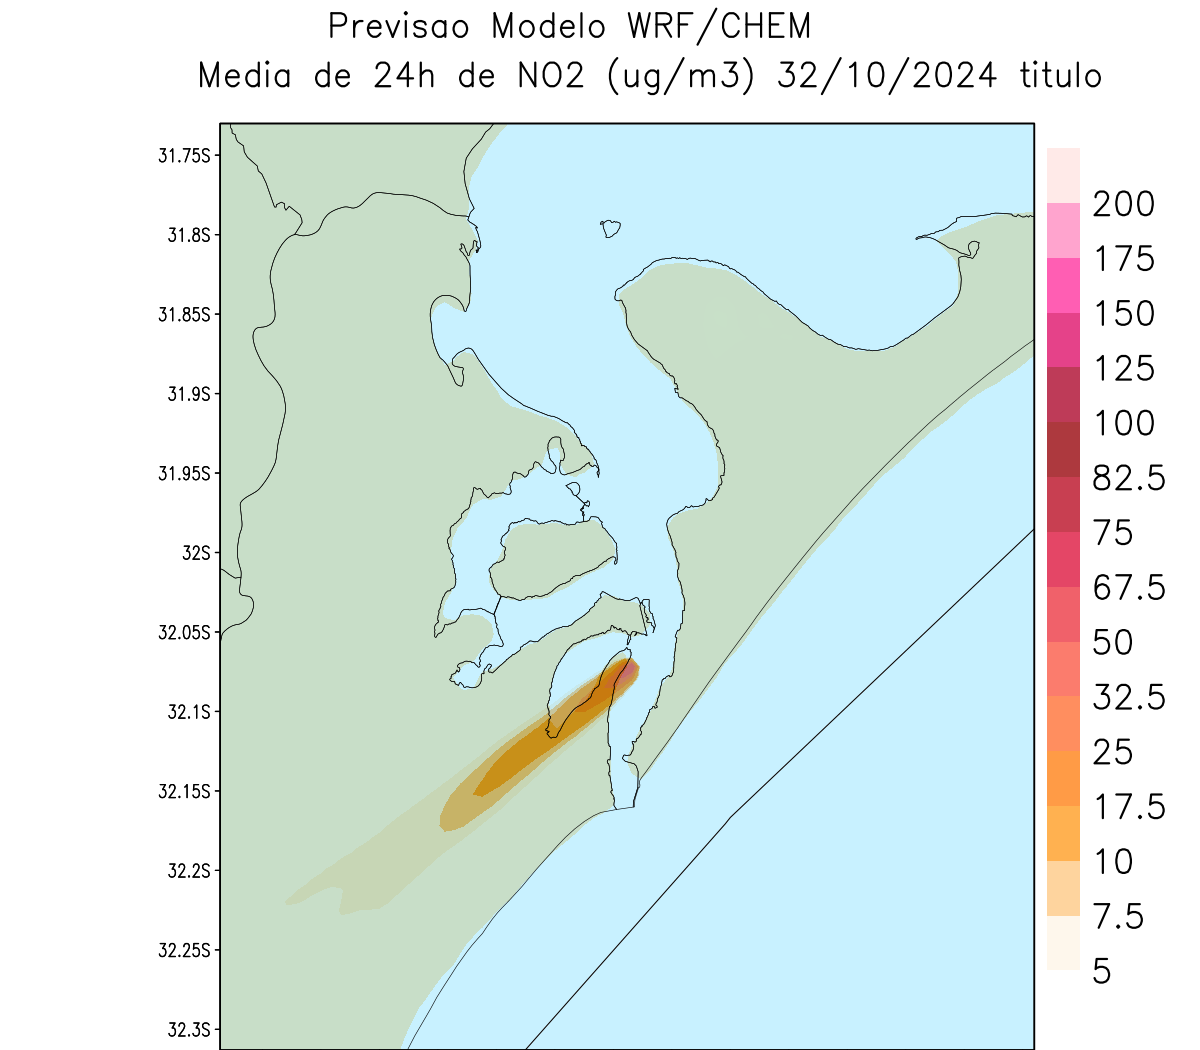 Previsao Modelo WRF/CHEM
Media de 24h de NO2 (ug/m3) 32/10/2024 titulo
31.75S
31.8S
31.85S
31.9S
31.95S
32S
32.05S
32.1S
32.15S
32.2S
32.25S
32.3S
200
175
150
125
100
82.5
75
67.5
50
32.5
25
17.5
10
7.5
5